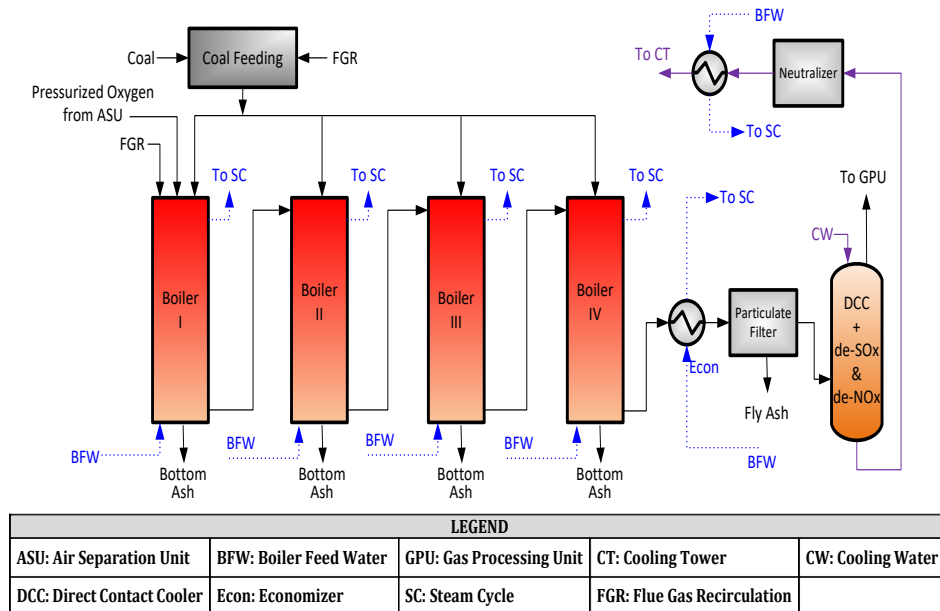 BFW
Coal
Coal Feeding
FGR
To CT
Neutralizer
Pressurized Oxygen
from ASU
To SC
FGR
To SC
To SC
To SC
To SC
To SC
To GPU
CW
Boiler
I
Boiler
II
Boiler
III
Boiler
IV
Particulate
Filter
DCC
+
de-SOx
&
de-NOx
Econ
Fly Ash
BFW
BFW
BFW
BFW
BFW
Bottom
Ash
Bottom
Ash
Bottom
Ash
Bottom
Ash
LEGEND
ASU: Air Separation Unit
BFW: Boiler Feed Water
GPU: Gas Processing Unit
CT: Cooling Tower
CW: Cooling Water
DCC: Direct Contact Cooler
Econ: Economizer
SC: Steam Cycle
FGR: Flue Gas Recirculation